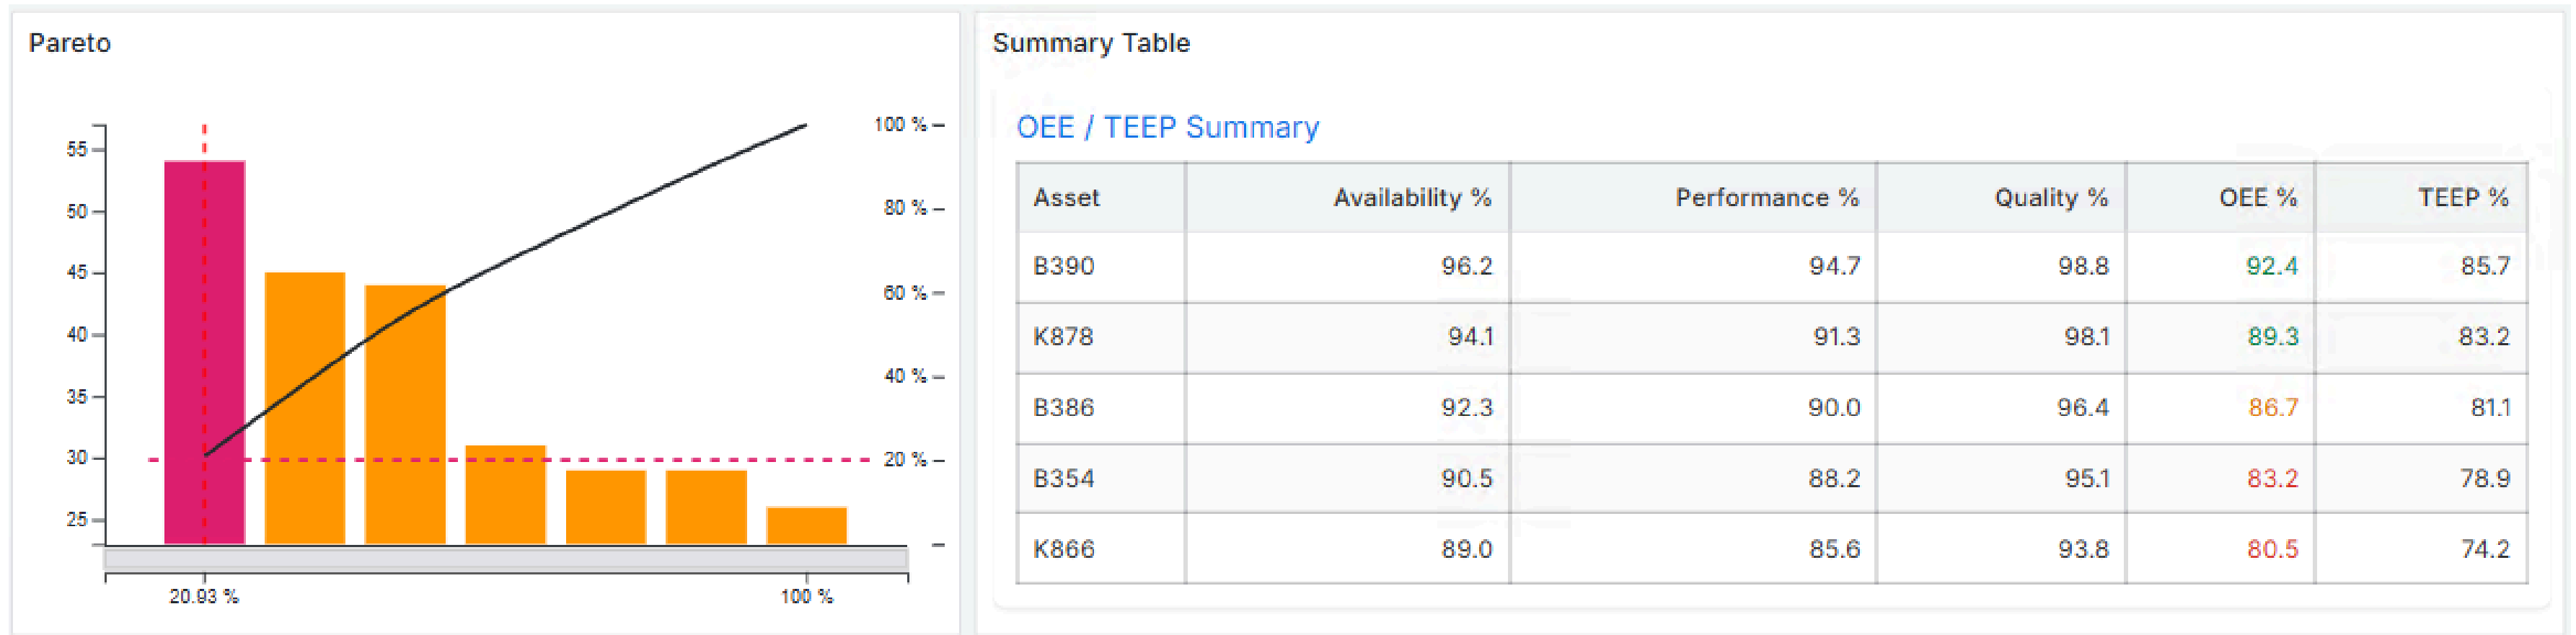 Pareto
55
50
45
40
35
30
25
100 %
80 %
60 %
40 %
20 %
20.93 %
100 %
Summary Table
OEE / TEEP Summary
Asset Availability % Performance % Quality % OEE % TEEP %
B390 96.2 94.7 98.8 92.4 85.7
K878 94.1 91.3 98.1 89.3 83.2
B386 92.3 90.0 96.4 86.7 81.1
B354 90.5 88.2 95.1 83.2 78.9
K866 89.0 85.6 93.8 80.5 74.2